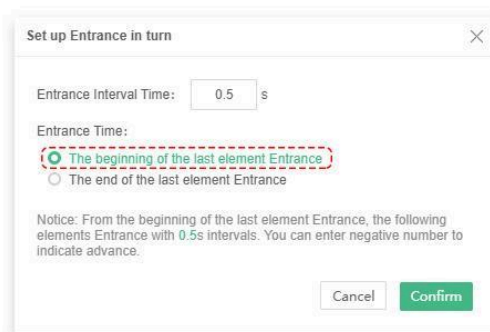 Set up Entrance in turn
Entrance Interval Time: 0.5 s
Entrance Time:
The beginning of the last element Entrance
The end of the last element Entrance
Notice: From the beginning of the last element Entrance, the following
elements Entrance with 0.5s intervals. You can enter negative number to
indicate advance.
Cancel Confirm